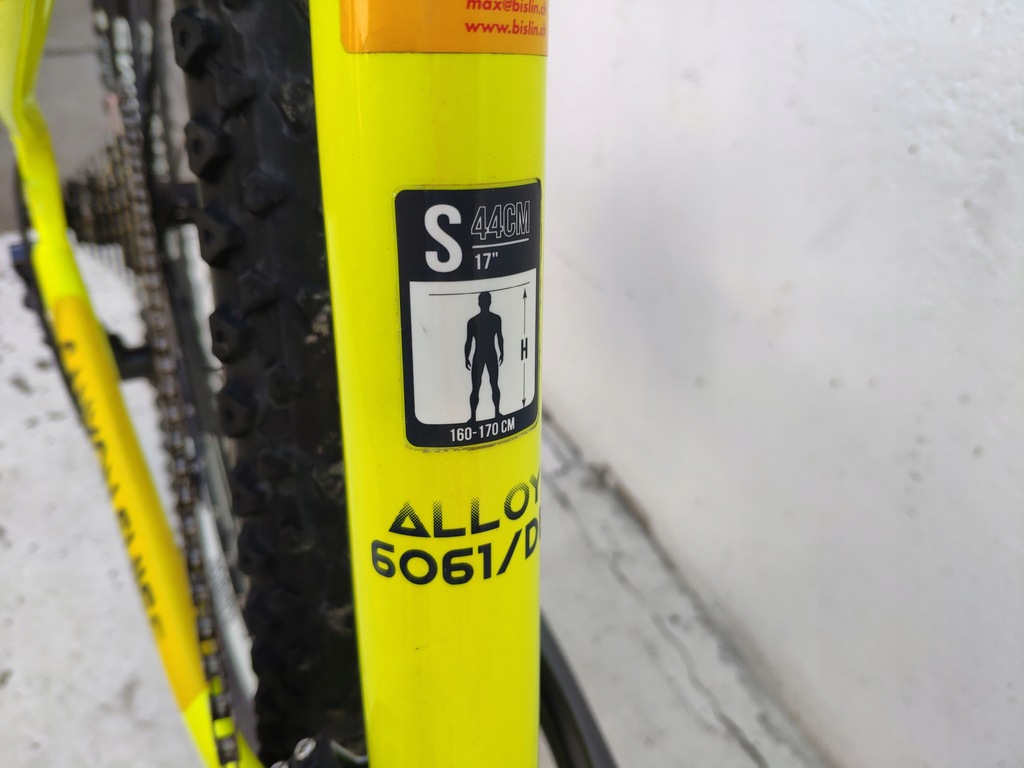 max@bislin.ch
www.bislin.ch
S 44CM
17"
H
160-170 CM
ALLOY
6061/D